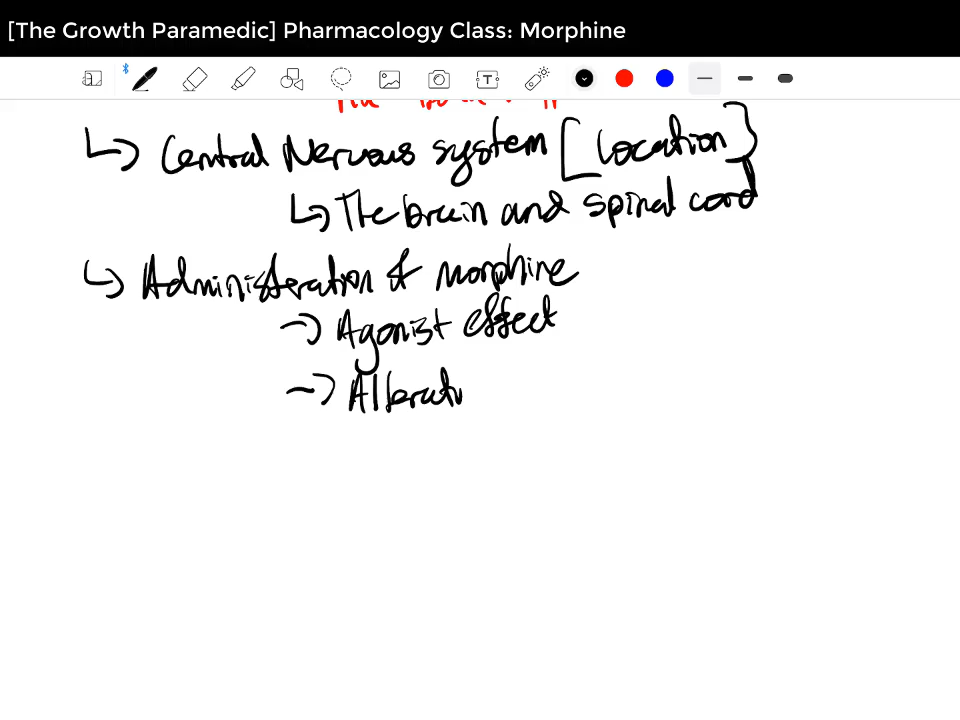 [The Growth Paramedic] Pharmacology Class: Morphine
↳ Central Nervous system [Location]
↳ The brain and spinal cord
↳ Administration of morphine
→ Agonist effect
→ Alterati